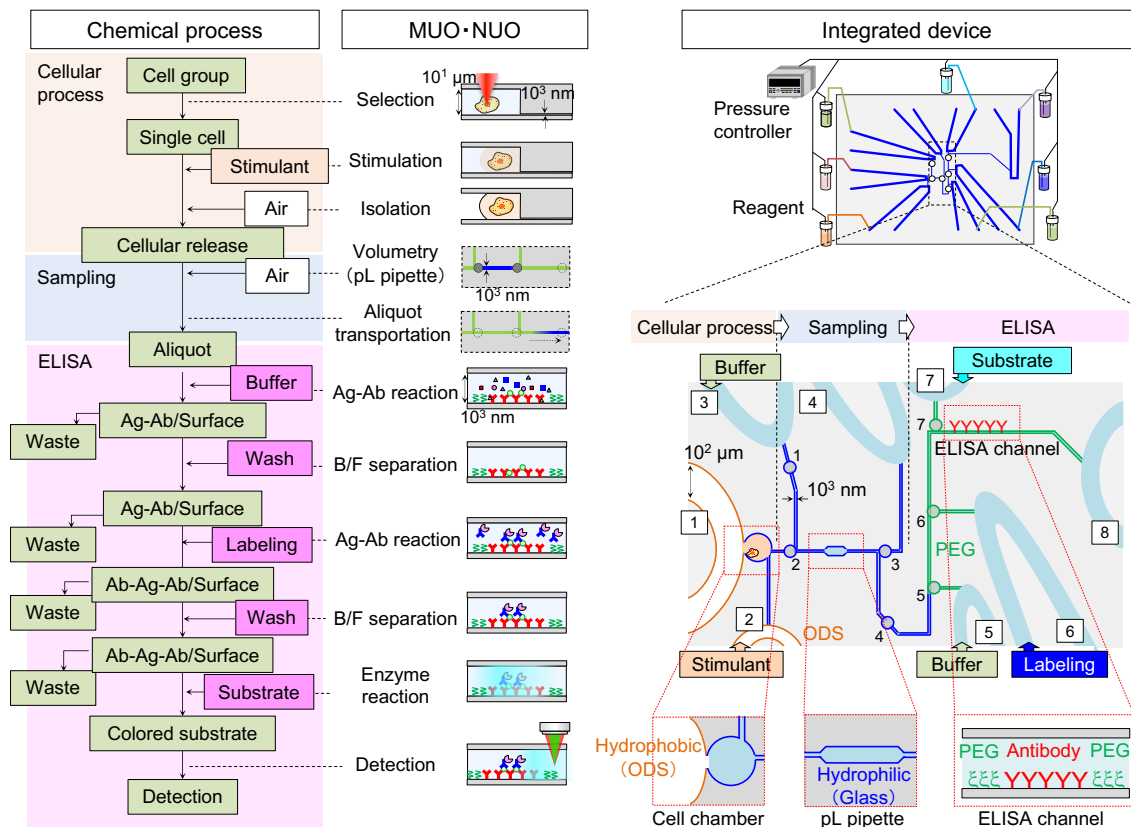 Chemical process
MUO・NUO
Integrated device
Cellular
process
Cell group
Selection
10¹ µm
10³ nm
Single cell
Stimulant
Stimulation
Air
Isolation
Cellular release
Sampling
Air
Volumetry
(pL pipette)
10³ nm
Aliquot
transportation
Aliquot
ELISA
Buffer
Ag-Ab reaction
10³ nm
Ag-Ab/Surface
Waste
Wash
B/F separation
Ag-Ab/Surface
Waste
Labeling
Ag-Ab reaction
Ab-Ag-Ab/Surface
Waste
Wash
B/F separation
Ab-Ag-Ab/Surface
Waste
Substrate
Enzyme
reaction
Colored substrate
Detection
Detection
Pressure
controller
Reagent
Cellular process
Sampling
ELISA
Buffer
Substrate
3
4
7
7
YYYYY
ELISA channel
10² µm
1
10³ nm
1
2
3
6
PEG
8
5
2
ODS
4
5
6
Stimulant
Buffer
Labeling
Hydrophobic
(ODS)
Cell chamber
Hydrophilic
(Glass)
pL pipette
PEG Antibody PEG
YYYYY
ELISA channel